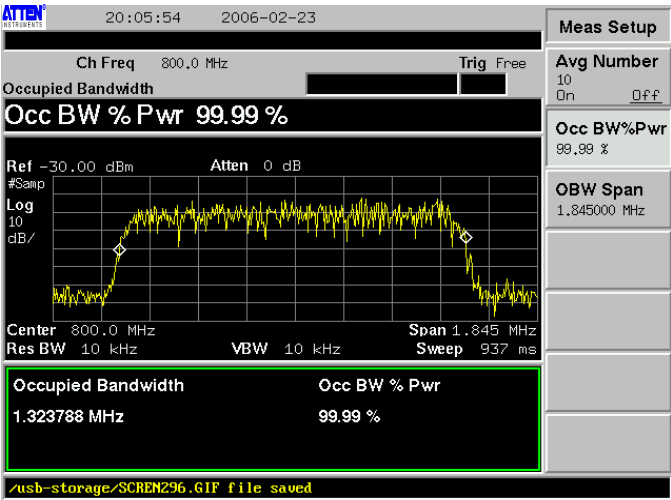 ATTEN®
INSTRUMENTS
20:05:54 2006-02-23
Ch Freq 800.0 MHz Trig Free
Occupied Bandwidth
Occ BW % Pwr 99.99 %
Ref -30.00 dBm Atten 0 dB
#Samp
Log
10
dB/
Center 800.0 MHz Span 1.845 MHz
Res BW 10 kHz VBW 10 kHz Sweep 937 ms
Occupied Bandwidth Occ BW % Pwr
1.323788 MHz 99.99 %
/usb-storage/SCREN296.GIF file saved
Meas Setup
Avg Number
10
On Off
Occ BW%Pwr
99.99 %
OBW Span
1.845000 MHz